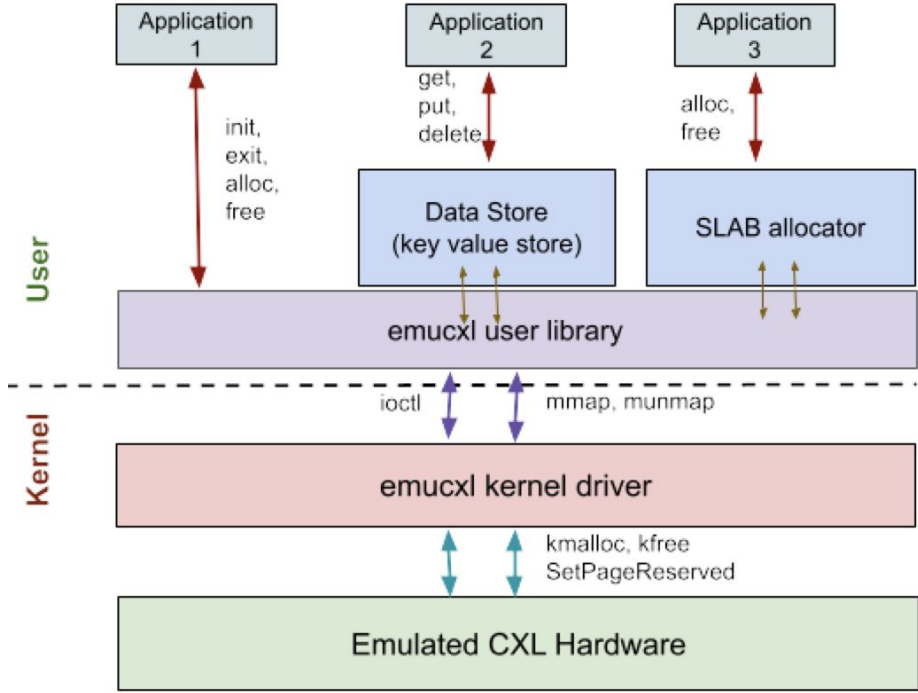 Application
1
Application
2
Application
3
init,
exit,
alloc,
free
get,
put,
delete
alloc,
free
Data Store
(key value store)
SLAB allocator
User
emucxl user library
ioctl
mmap, munmap
Kernel
emucxl kernel driver
kmalloc, kfree
SetPageReserved
Emulated CXL Hardware